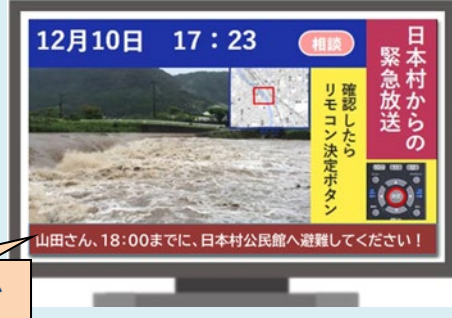 12月10日 17:23
相談
日本村からの
緊急放送
確認したら
リモコン決定ボタン
山田さん、18:00までに、日本村公民館へ避難してください！